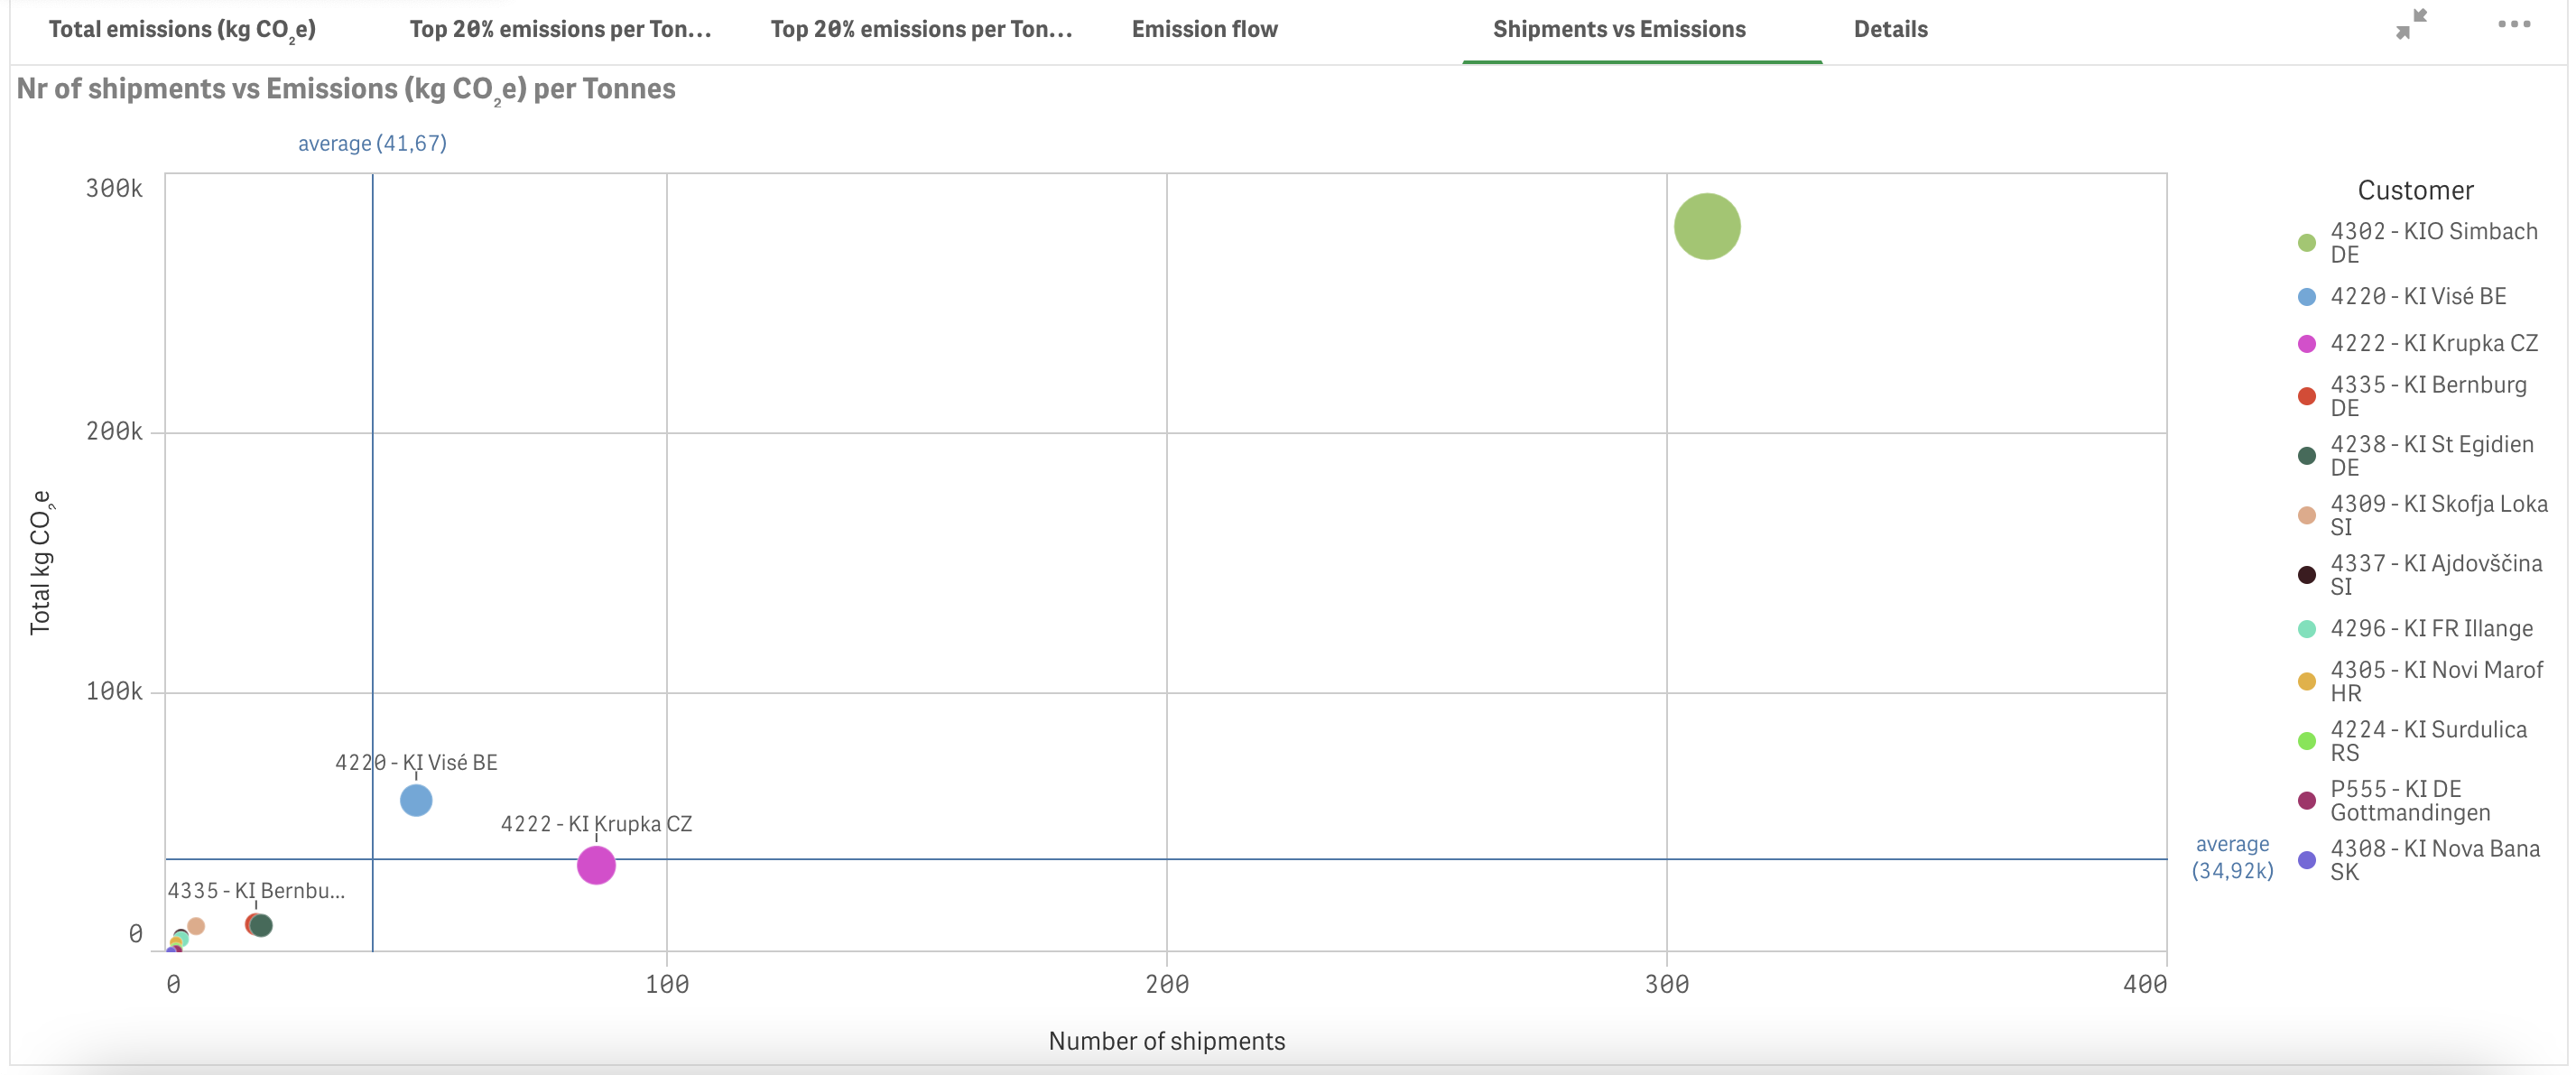 Total emissions (kg CO₂e)
Top 20% emissions per Ton...
Top 20% emissions per Ton...
Emission flow
Shipments vs Emissions
Details
Nr of shipments vs Emissions (kg CO₂e) per Tonnes
average (41,67)
300k
200k
100k
0
Total kg CO₂e
4220 - KI Visé BE
4222 - KI Krupka CZ
4335 - KI Bernbu...
average
(34,92k)
0
100
200
300
400
Number of shipments
Customer
4302 - KIO Simbach
DE
4220 - KI Visé BE
4222 - KI Krupka CZ
4335 - KI Bernburg
DE
4238 - KI St Egidien
DE
4309 - KI Skofja Loka
SI
4337 - KI Ajdovščina
SI
4296 - KI FR Illange
4305 - KI Novi Marof
HR
4224 - KI Surdulica
RS
P555 - KI DE
Gottmandingen
4308 - KI Nova Bana
SK